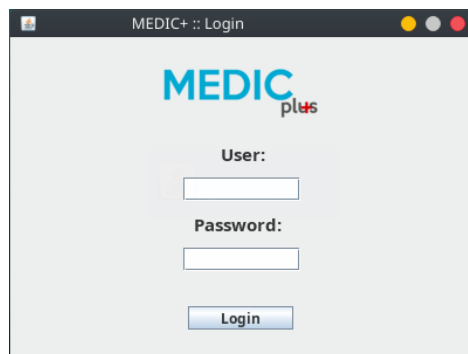 MEDIC+ :: Login
MEDIC
plus
User:
Password:
Login